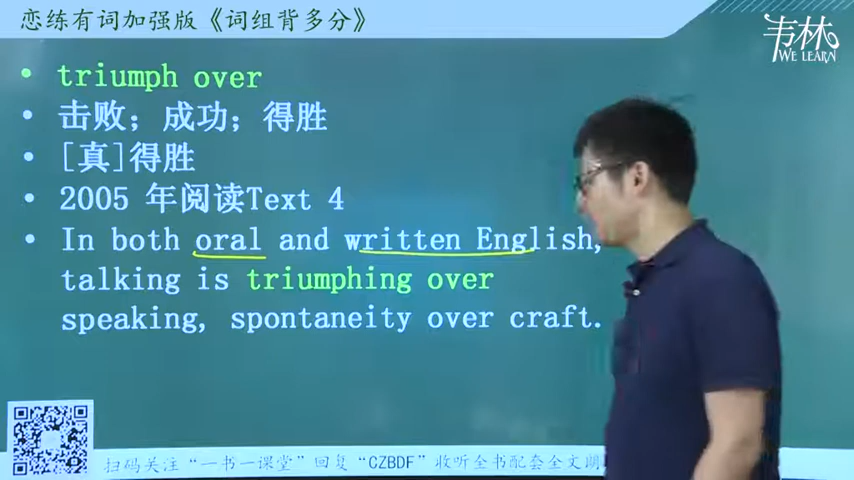 恋练有词加强版《词组背多分》
韦林
WE LEARN
• triumph over
• 击败；成功；得胜
• [真]得胜
• 2005 年阅读Text 4
• In both oral and written English,
talking is triumphing over
speaking, spontaneity over craft.
扫码关注“一书一课堂”回复“CZBDF”收听全书配套全文朗